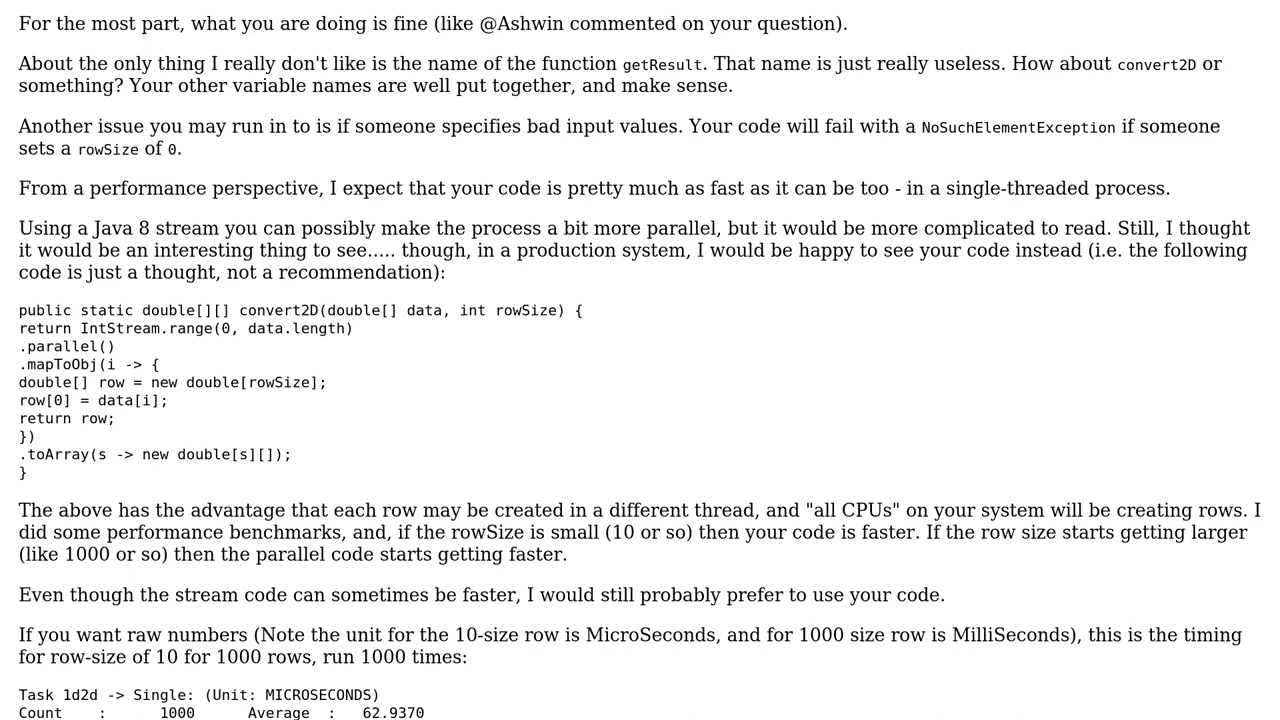 For the most part, what you are doing is fine (like @Ashwin commented on your question).
About the only thing I really don't like is the name of the function getResult. That name is just really useless. How about convert2D or
something? Your other variable names are well put together, and make sense.
Another issue you may run in to is if someone specifies bad input values. Your code will fail with a NoSuchElementException if someone
sets a rowSize of 0.
From a performance perspective, I expect that your code is pretty much as fast as it can be too - in a single-threaded process.
Using a Java 8 stream you can possibly make the process a bit more parallel, but it would be more complicated to read. Still, I thought
it would be an interesting thing to see..... though, in a production system, I would be happy to see your code instead (i.e. the following
code is just a thought, not a recommendation):
public static double[][] convert2D(double[] data, int rowSize) {
return IntStream.range(0, data.length)
.parallel()
.mapToObj(i -> {
double[] row = new double[rowSize];
row[0] = data[i];
return row;
})
.toArray(s -> new double[s][]);
}
The above has the advantage that each row may be created in a different thread, and "all CPUs" on your system will be creating rows. I
did some performance benchmarks, and, if the rowSize is small (10 or so) then your code is faster. If the row size starts getting larger
(like 1000 or so) then the parallel code starts getting faster.
Even though the stream code can sometimes be faster, I would still probably prefer to use your code.
If you want raw numbers (Note the unit for the 10-size row is MicroSeconds, and for 1000 size row is MilliSeconds), this is the timing
for row-size of 10 for 1000 rows, run 1000 times:
Task 1d2d -> Single: (Unit: MICROSECONDS)
Count    :      1000      Average  :   62.9370